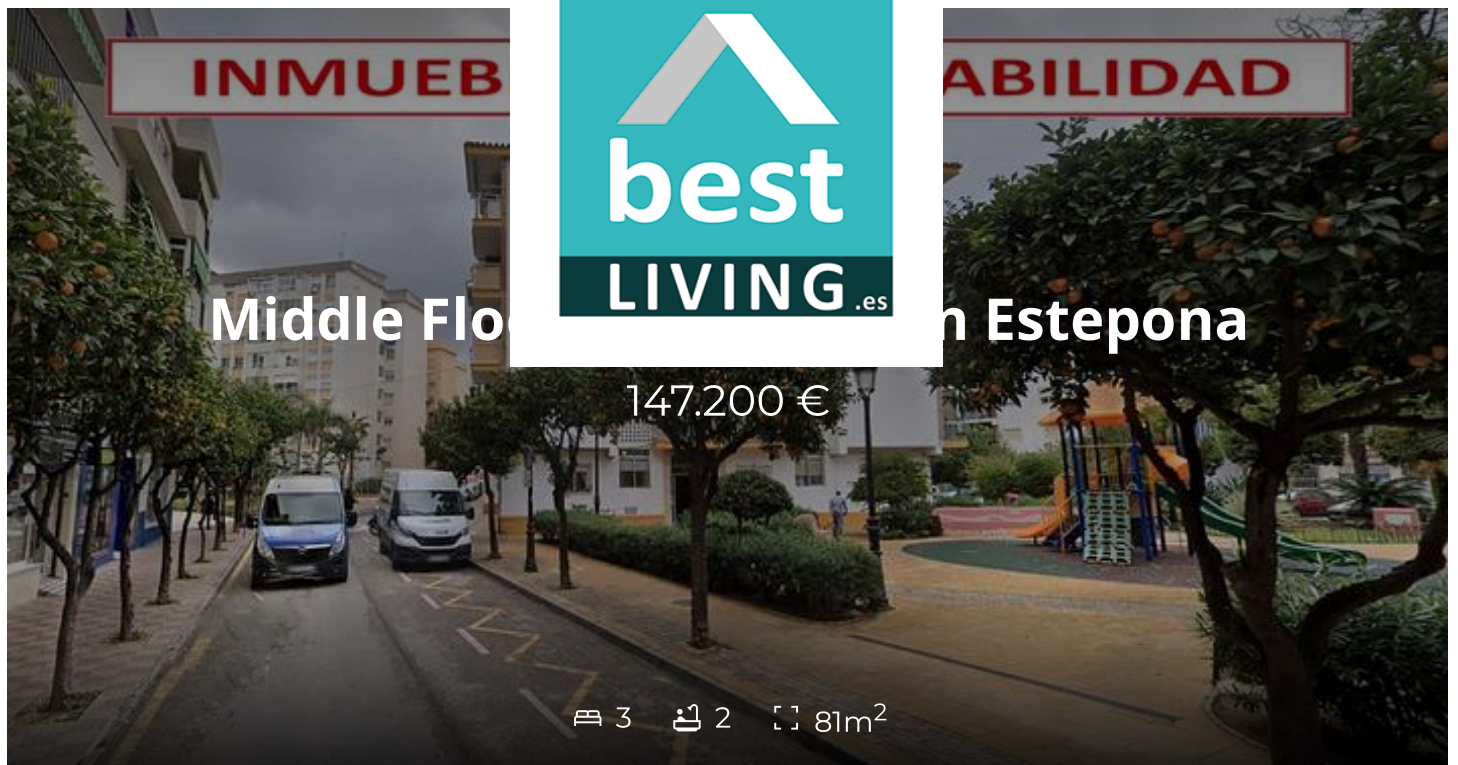 INMUEB ABILIDAD
best
LIVING.es
Middle Flo n Estepona
147.200 €
3 2 81m²